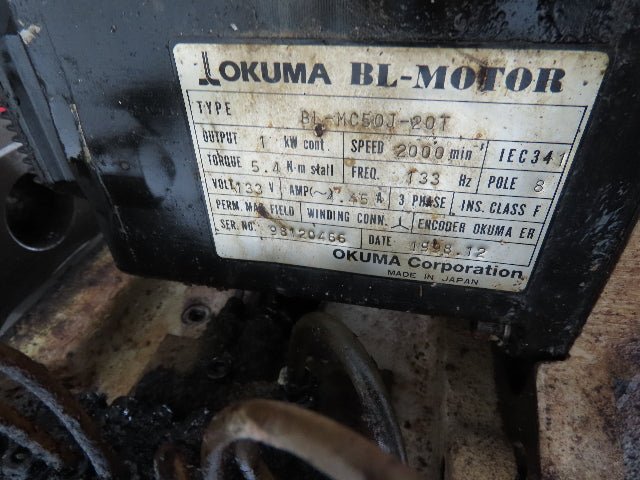 OKUMA BL-MOTOR
TYPE BL-MC50J-20T
OUTPUT 1 kW cont SPEED 2000 min⁻¹ IEC341
TORQUE 5.4 N-m stall FREQ. 133 Hz POLE 8
VOLT 133 V AMP(~) .45 A 3 PHASE INS. CLASS F
PERM. MAG. FIELD WINDING CONN. ENCODER OKUMA ER
SER. NO. 98120466 DATE 1998.12
OKUMA Corporation
MADE IN JAPAN